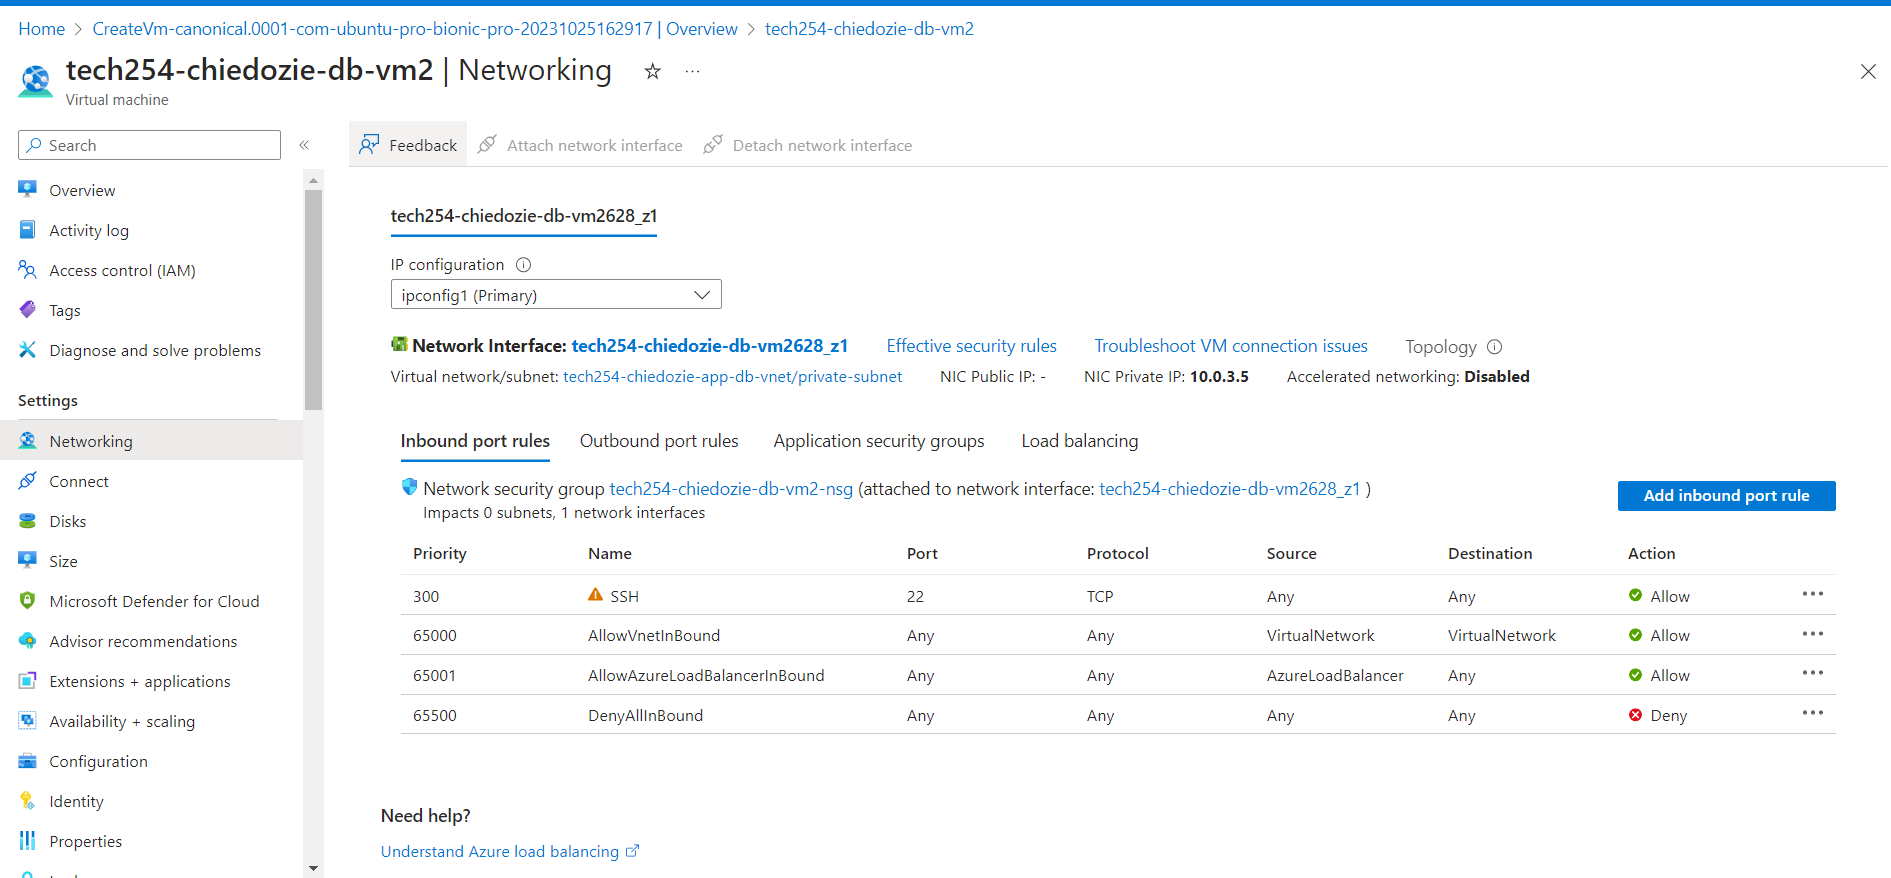 Home > CreateVm-canonical.0001-com-ubuntu-pro-bionic-pro-20231025162917 | Overview > tech254-chiedozie-db-vm2
tech254-chiedozie-db-vm2 | Networking
Virtual machine
Search
Overview
Activity log
Access control (IAM)
Tags
Diagnose and solve problems
Settings
Networking
Connect
Disks
Size
Microsoft Defender for Cloud
Advisor recommendations
Extensions + applications
Availability + scaling
Configuration
Identity
Properties
Feedback Attach network interface Detach network interface
tech254-chiedozie-db-vm2628_z1
IP configuration
ipconfig1 (Primary)
Network Interface: tech254-chiedozie-db-vm2628_z1 Effective security rules Troubleshoot VM connection issues Topology
Virtual network/subnet: tech254-chiedozie-app-db-vnet/private-subnet NIC Public IP: - NIC Private IP: 10.0.3.5 Accelerated networking: Disabled
Inbound port rules Outbound port rules Application security groups Load balancing
Network security group tech254-chiedozie-db-vm2-nsg (attached to network interface: tech254-chiedozie-db-vm2628_z1 )
Impacts 0 subnets, 1 network interfaces
Add inbound port rule
Priority Name Port Protocol Source Destination Action
300 SSH 22 TCP Any Any Allow
65000 AllowVnetInBound Any Any VirtualNetwork VirtualNetwork Allow
65001 AllowAzureLoadBalancerInBound Any Any AzureLoadBalancer Any Allow
65500 DenyAllInBound Any Any Any Any Deny
Need help?
Understand Azure load balancing